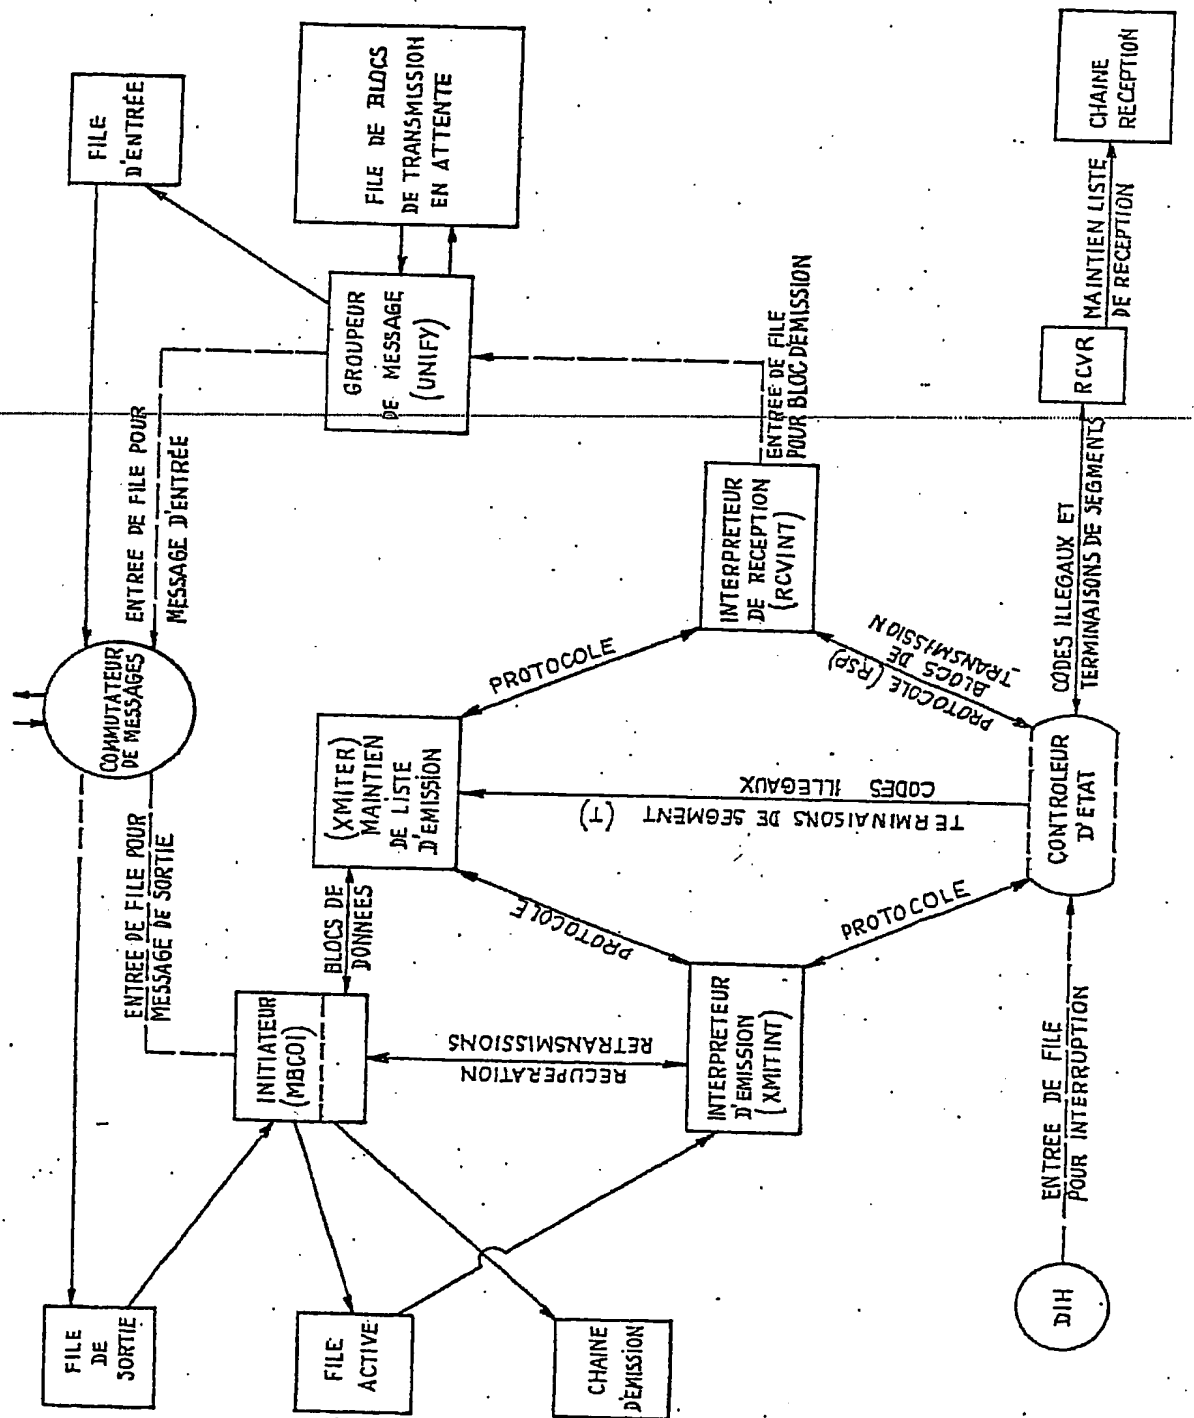 FILE
DE
SORTIE
FILE
ACTIVE
CHAINE
D'EMISSION
DIH
ENTREE DE FILE
POUR INTERRUPTION
ENTREE DE FILE POUR
MESSAGE DE SORTIE
INITIATEUR
(MBCOI)
BLOCS DE
DONNEES
RECUPERATION
RETRANSMISSIONS
INTERPRETEUR
D'EMISSION
(XMITINT)
PROTOCOLE
PROTOCOLE
COMMUTATEUR
DE MESSAGES
(XMITER)
MAINTIEN
DE LISTE
D'EMISSION
TERMINAISONS DE SEGMENT (T)
CODES ILLEGAUX
CONTROLEUR
D'ETAT
PROTOCOLE
PROTOCOLE (RSP)
BLOCS DE
TRANSMISSION
INTERPRETEUR
DE RECEPTION
(RCVINT)
CODES ILLEGAUX ET
TERMINAISONS DE SEGMENTS
ENTREE DE FILE POUR
MESSAGE D'ENTRÉE
GROUPEUR
DE MESSAGE
(UNIFY)
ENTREE DE FILE
POUR BLOC D'EMISSION
RCVR
MAINTIEN LISTE
DE RECEPTION
FILE
D'ENTRÉE
FILE DE BLOCS
DE TRANSMISSION
EN ATTENTE
CHAINE
RECEPTION